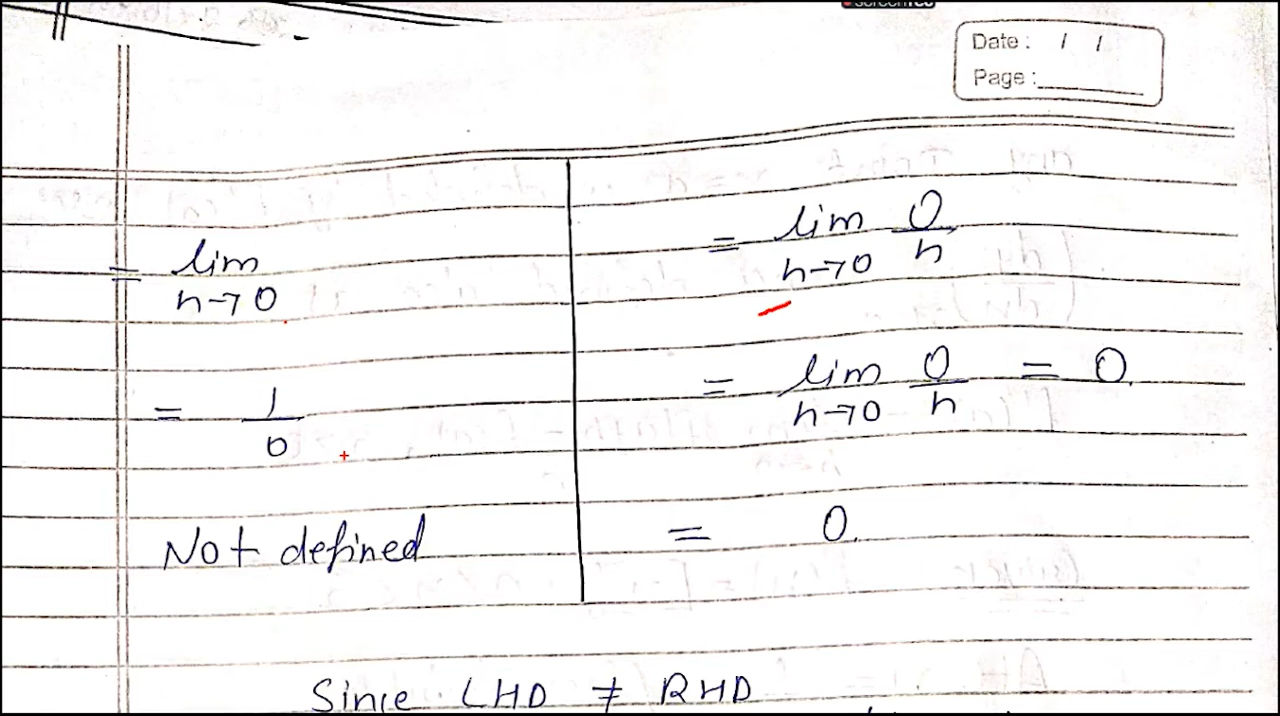 Date : / /
Page :
= lim h→0
= 1/0
Not defined
= lim h→0 0/h
= lim h→0 0/h = 0.
= 0.
Since LHD ≠ RHD